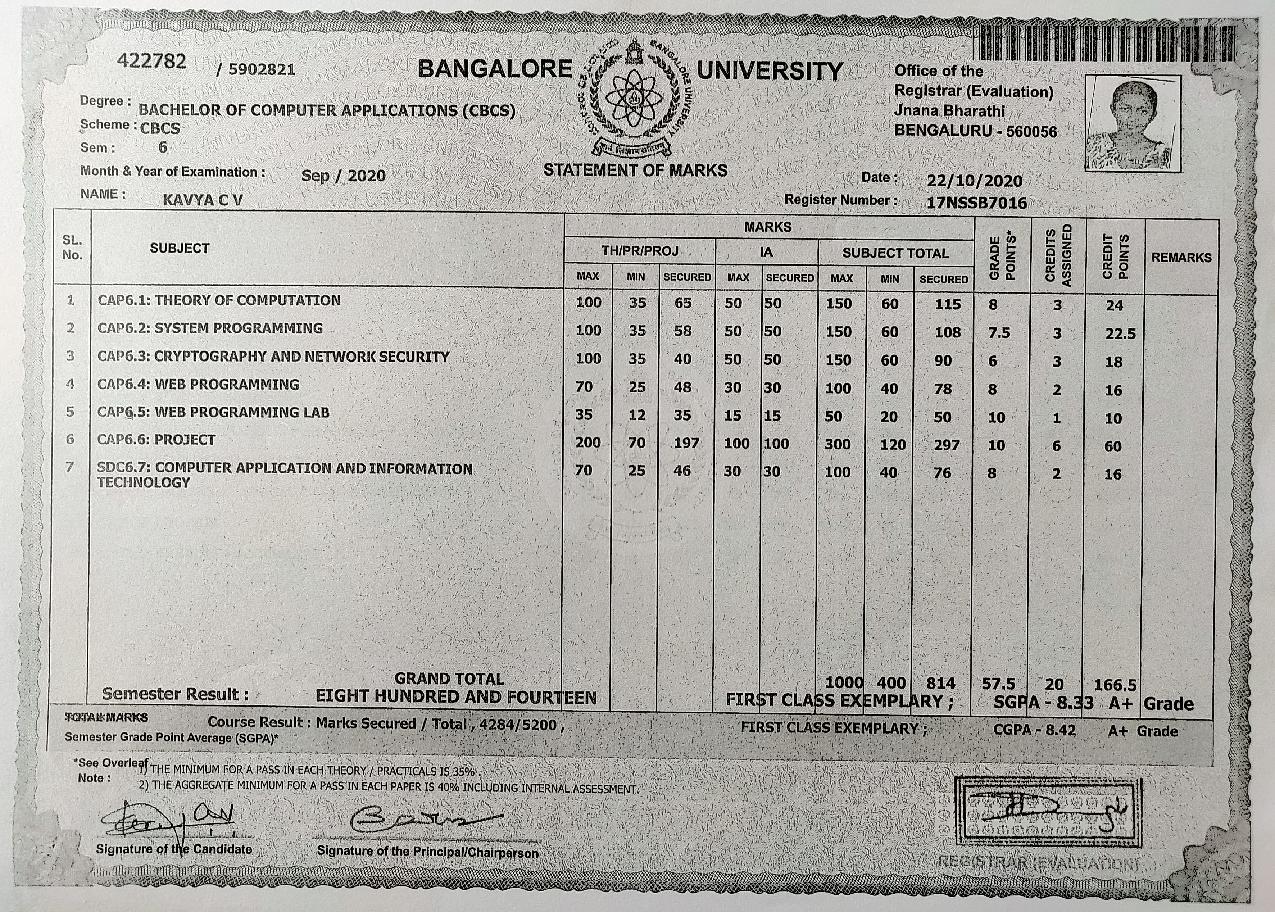 422782 / 5902821
BANGALORE UNIVERSITY
Office of the
Registrar (Evaluation)
Jnana Bharathi
BENGALURU - 560056
Degree : BACHELOR OF COMPUTER APPLICATIONS (CBCS)
Scheme : CBCS
Sem : 6
Month & Year of Examination : Sep / 2020
STATEMENT OF MARKS
Date : 22/10/2020
NAME : KAVYA C V
Register Number : 17NSSB7016
SL. No. SUBJECT MARKS GRADE POINTS* CREDITS ASSIGNED CREDIT POINTS REMARKS
TH/PR/PROJ IA SUBJECT TOTAL
MAX MIN SECURED MAX SECURED MAX MIN SECURED
1 CAP6.1: THEORY OF COMPUTATION 100 35 65 50 50 150 60 115 8 3 24
2 CAP6.2: SYSTEM PROGRAMMING 100 35 58 50 50 150 60 108 7.5 3 22.5
3 CAP6.3: CRYPTOGRAPHY AND NETWORK SECURITY 100 35 40 50 50 150 60 90 6 3 18
4 CAP6.4: WEB PROGRAMMING 70 25 48 30 30 100 40 78 8 2 16
5 CAP6.5: WEB PROGRAMMING LAB 35 12 35 15 15 50 20 50 10 1 10
6 CAP6.6: PROJECT 200 70 197 100 100 300 120 297 10 6 60
7 SDC6.7: COMPUTER APPLICATION AND INFORMATION 70 25 46 30 30 100 40 76 8 2 16
TECHNOLOGY
GRAND TOTAL 1000 400 814 57.5 20 166.5
Semester Result : EIGHT HUNDRED AND FOURTEEN FIRST CLASS EXEMPLARY ; SGPA - 8.33 A+ Grade
TOTAL MARKS Course Result : Marks Secured / Total , 4284/5200 , FIRST CLASS EXEMPLARY ; CGPA - 8.42 A+ Grade
Semester Grade Point Average (SGPA)*
*See Overleaf
Note : 1) THE MINIMUM FOR A PASS IN EACH THEORY / PRACTICALS IS 35% .
2) THE AGGREGATE MINIMUM FOR A PASS IN EACH PAPER IS 40% INCLUDING INTERNAL ASSESSMENT.
Signature of the Candidate
Signature of the Principal/Chairperson
REGISTRAR (EVALUATION)